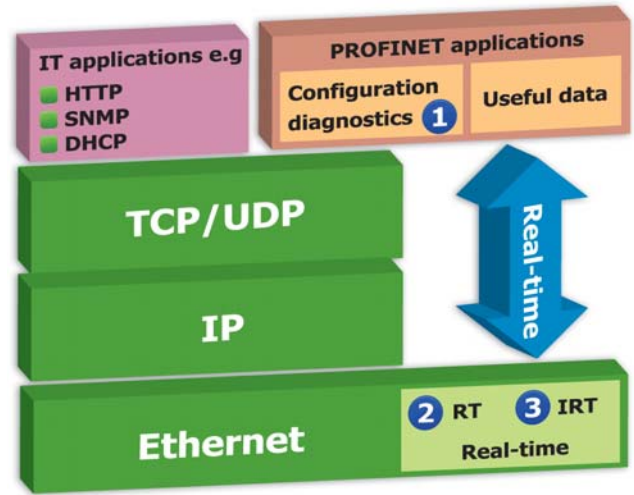 IT applications e.g
HTTP
SNMP
DHCP
PROFINET applications
Configuration
diagnostics 1
Useful data
TCP/UDP
IP
Real-time
Ethernet
2 RT 3 IRT
Real-time